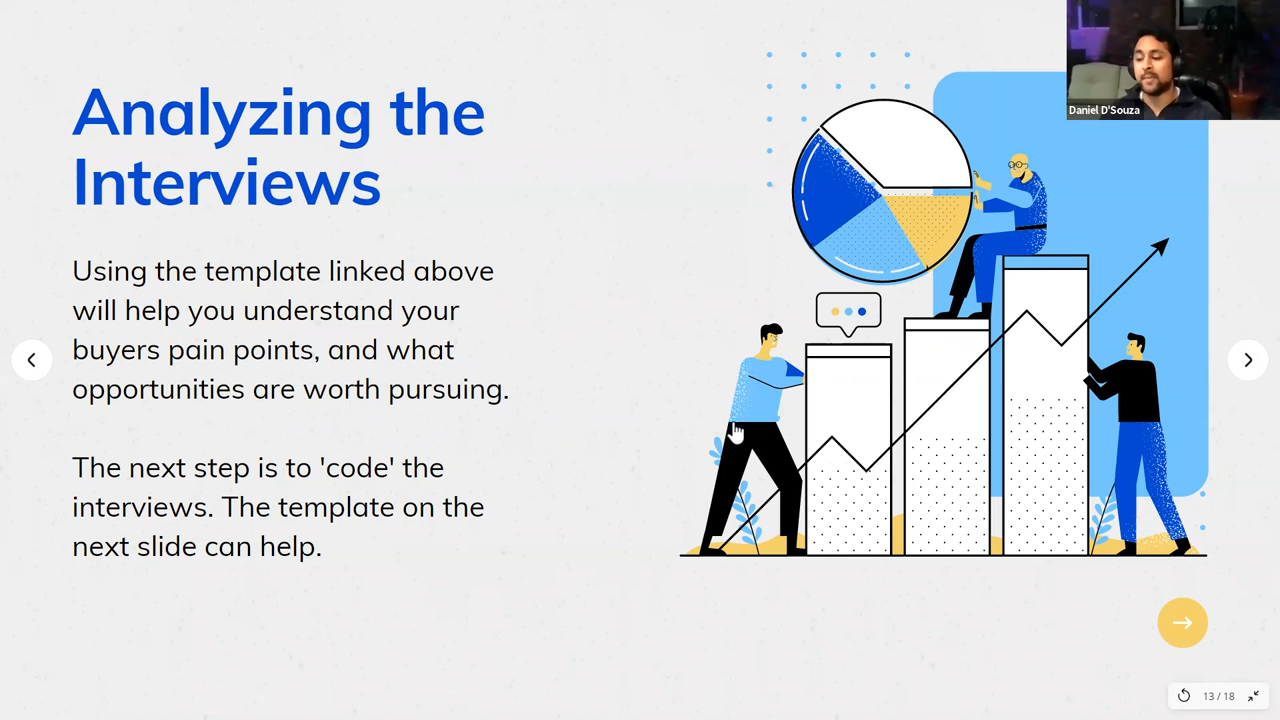 Analyzing the
Interviews
Using the template linked above
will help you understand your
buyers pain points, and what
opportunities are worth pursuing.
The next step is to 'code' the
interviews. The template on the
next slide can help.
Daniel D'Souza
13 / 18